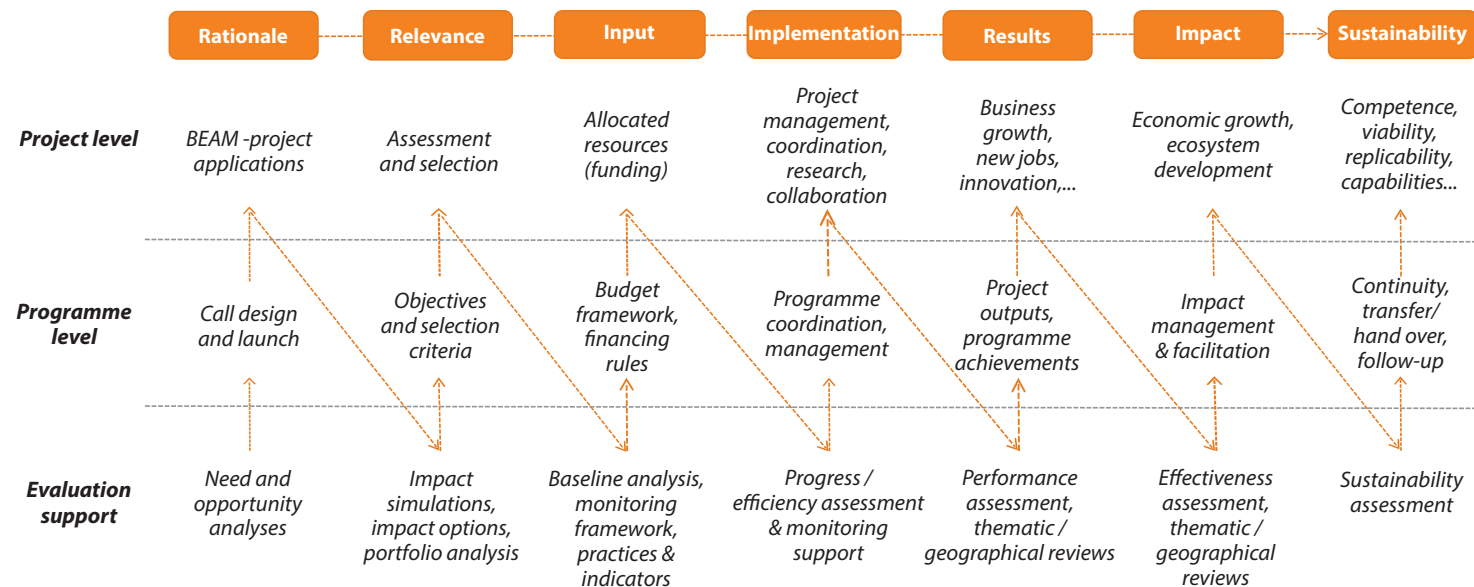 Rationale
Relevance
Input
Implementation
Results
Impact
Sustainability
Project level
BEAM -project
applications
Assessment
and selection
Allocated
resources
(funding)
Project
management,
coordination,
research,
collaboration
Business
growth,
new jobs,
innovation,...
Economic growth,
ecosystem
development
Competence,
viability,
replicability,
capabilities...
Programme
level
Call design
and launch
Objectives
and selection
criteria
Budget
framework,
financing
rules
Programme
coordination,
management
Project
outputs,
programme
achievements
Impact
management
& facilitation
Continuity,
transfer/
hand over,
follow-up
Evaluation
support
Need and
opportunity
analyses
Impact
simulations,
impact options,
portfolio analysis
Baseline analysis,
monitoring
framework,
practices &
indicators
Progress /
efficiency assessment
& monitoring
support
Performance
assessment,
thematic /
geographical reviews
Effectiveness
assessment,
thematic /
geographical
reviews
Sustainability
assessment